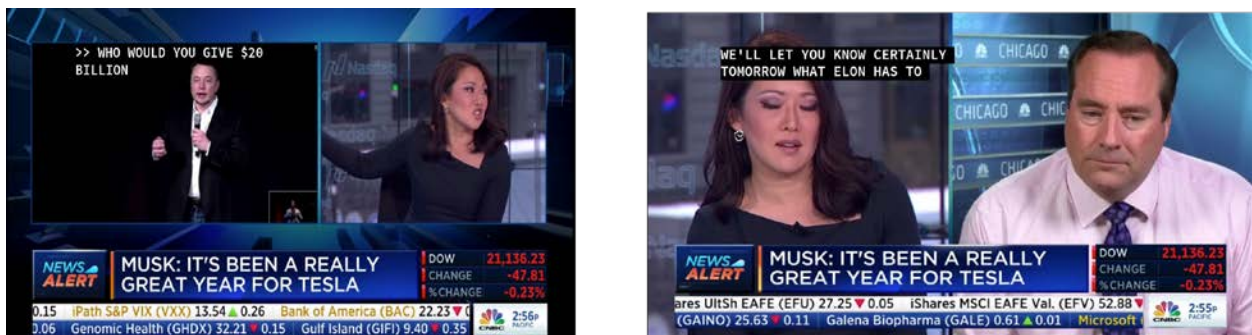 >> WHO WOULD YOU GIVE $20
BILLION
Nasdaq
NEWS
ALERT
MUSK: IT'S BEEN A REALLY
GREAT YEAR FOR TESLA
DOW 21,136.23
CHANGE -47.81
%CHANGE -0.23%
0.15 iPath S&P VIX (VXX) 13.54▲0.26 Bank of America (BAC) 22.23▼0
0.06 Genomic Health (GHDX) 32.21▼0.15 Gulf Island (GIFI) 9.40▼0.35
CNBC
2:56P
PACIFIC
WE'LL LET YOU KNOW CERTAINLY
TOMORROW WHAT ELON HAS TO
Nasdaq
CHICAGO
CHICAGO CHIC
NEWS
ALERT
MUSK: IT'S BEEN A REALLY
GREAT YEAR FOR TESLA
DOW 21,136.23
CHANGE -47.81
%CHANGE -0.23%
ares UltSh EAFE (EFU) 27.25▼0.05 iShares MSCI EAFE Val. (EFV) 52.88▼
(GAINO) 25.63▼0.11 Galena Biopharma (GALE) 0.61▲0.01 Microsoft
CNBC
2:55P
PACIFIC